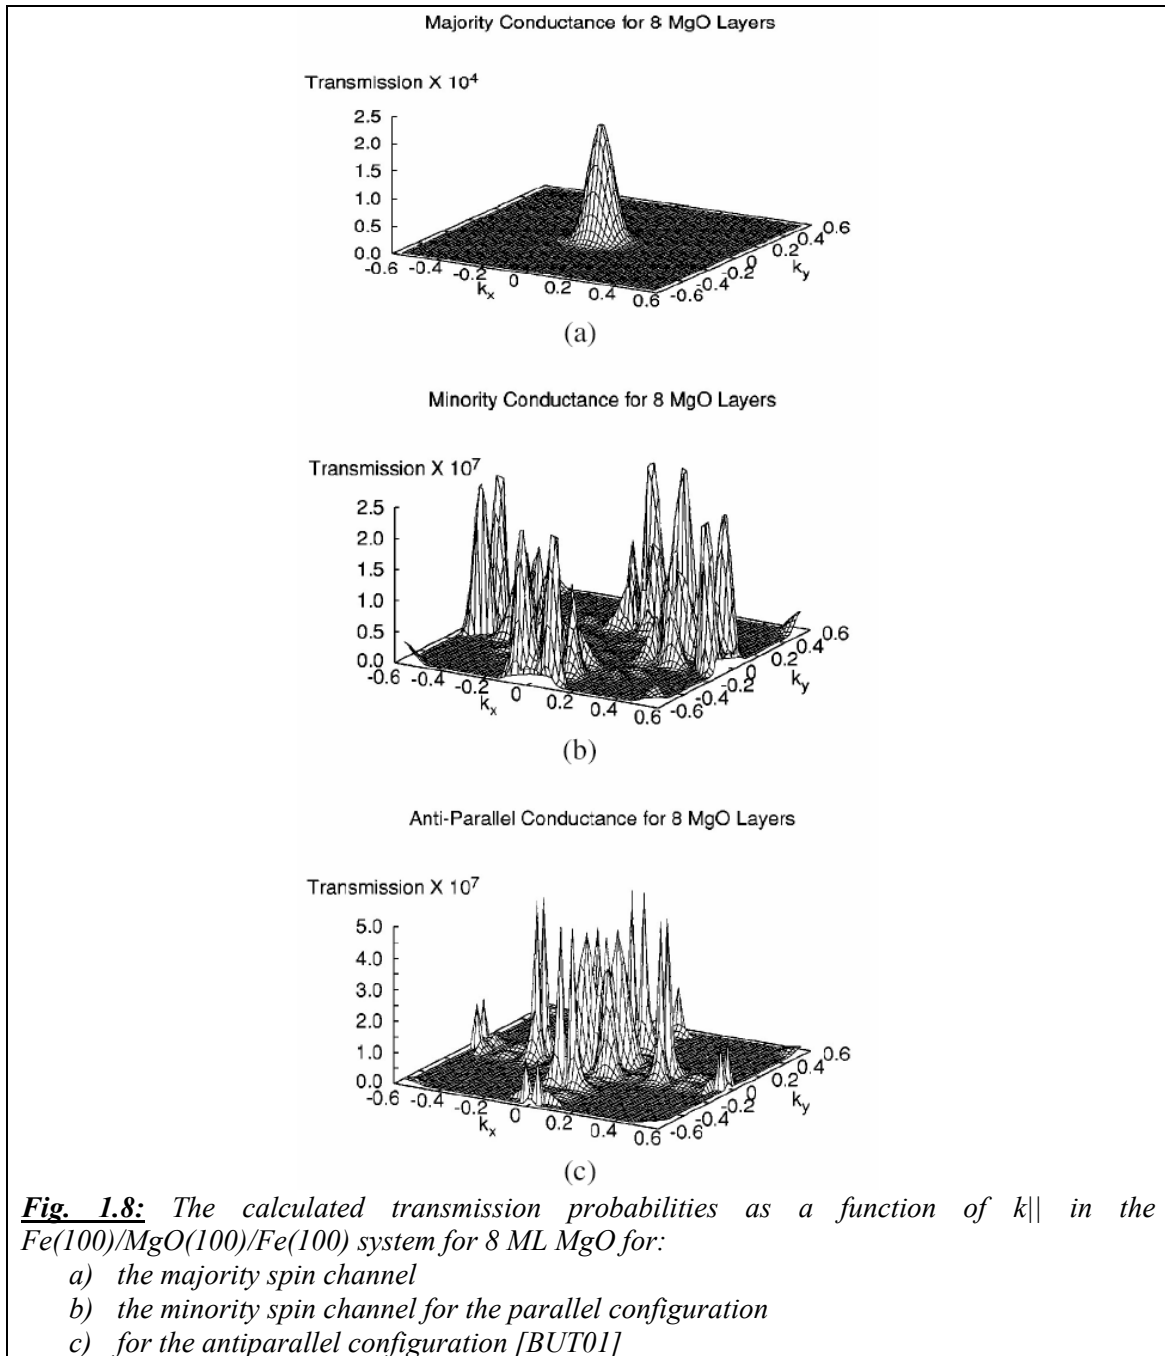 Majority Conductance for 8 MgO Layers
Transmission X 10⁴
2.5
2.0
1.5
1.0
0.5
0.0
-0.6 -0.4 -0.2 0 0.2 0.4 0.6
kₓ
-0.6 -0.4 -0.2 0 0.2 0.4 0.6
k_y
(a)
Minority Conductance for 8 MgO Layers
Transmission X 10⁷
2.5
2.0
1.5
1.0
0.5
0.0
-0.6 -0.4 -0.2 0 0.2 0.4 0.6
kₓ
-0.6 -0.4 -0.2 0 0.2 0.4 0.6
k_y
(b)
Anti-Parallel Conductance for 8 MgO Layers
Transmission X 10⁷
5.0
4.0
3.0
2.0
1.0
0.0
-0.6 -0.4 -0.2 0 0.2 0.4 0.6
kₓ
-0.6 -0.4 -0.2 0 0.2 0.4 0.6
k_y
(c)
Fig. 1.8: The calculated transmission probabilities as a function of k|| in the
Fe(100)/MgO(100)/Fe(100) system for 8 ML MgO for:
a) the majority spin channel
b) the minority spin channel for the parallel configuration
c) for the antiparallel configuration [BUT01]